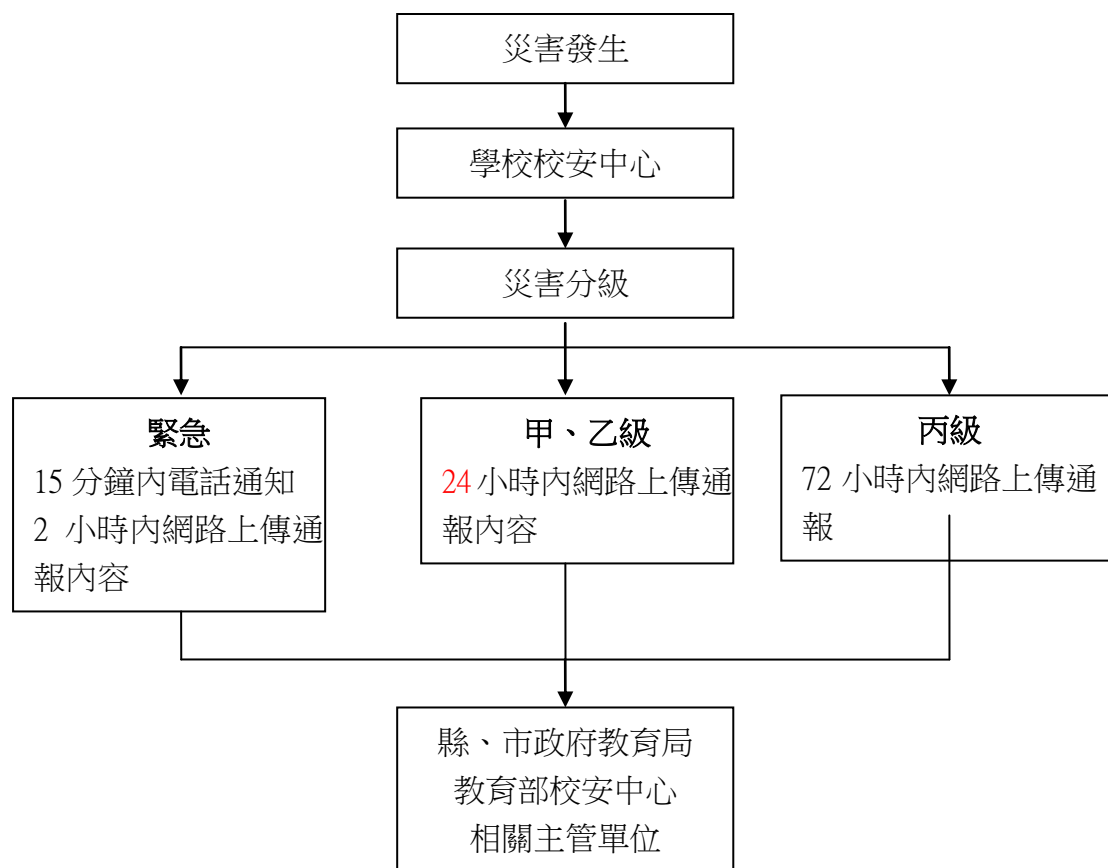 災害發生
學校校安中心
災害分級
緊急
15 分鐘內電話通知
2 小時內網路上傳通
報內容
甲、乙級
24 小時內網路上傳通
報內容
丙級
72 小時內網路上傳通
報
縣、市政府教育局
教育部校安中心
相關主管單位